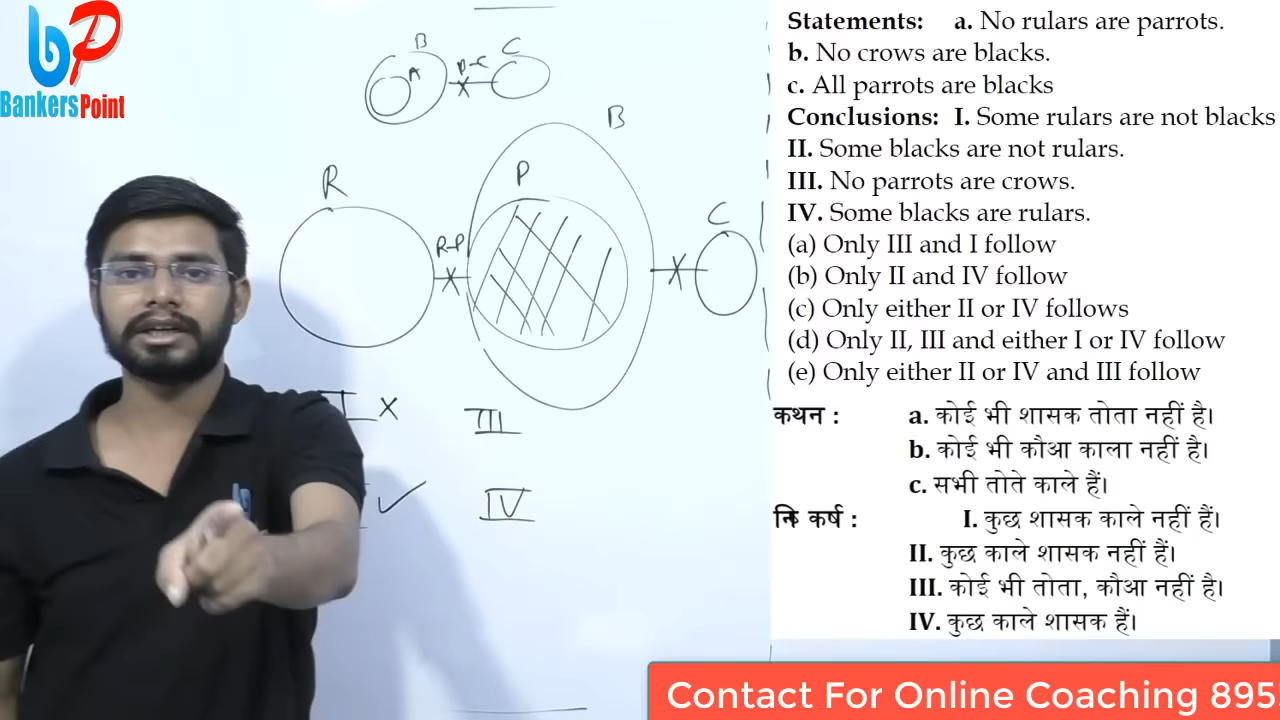 bP
BankersPoint
B
A
B-C
C
R
R-P
P
B
C
I ×
III
✓
IV
Statements: a. No rulars are parrots.
b. No crows are blacks.
c. All parrots are blacks
Conclusions: I. Some rulars are not blacks
II. Some blacks are not rulars.
III. No parrots are crows.
IV. Some blacks are rulars.
(a) Only III and I follow
(b) Only II and IV follow
(c) Only either II or IV follows
(d) Only II, III and either I or IV follow
(e) Only either II or IV and III follow
कथन : a. कोई भी शासक तोता नहीं है।
b. कोई भी कौआ काला नहीं है।
c. सभी तोते काले हैं।
निष्कर्ष : I. कुछ शासक काले नहीं हैं।
II. कुछ काले शासक नहीं हैं।
III. कोई भी तोता, कौआ नहीं है।
IV. कुछ काले शासक हैं।
Contact For Online Coaching 895